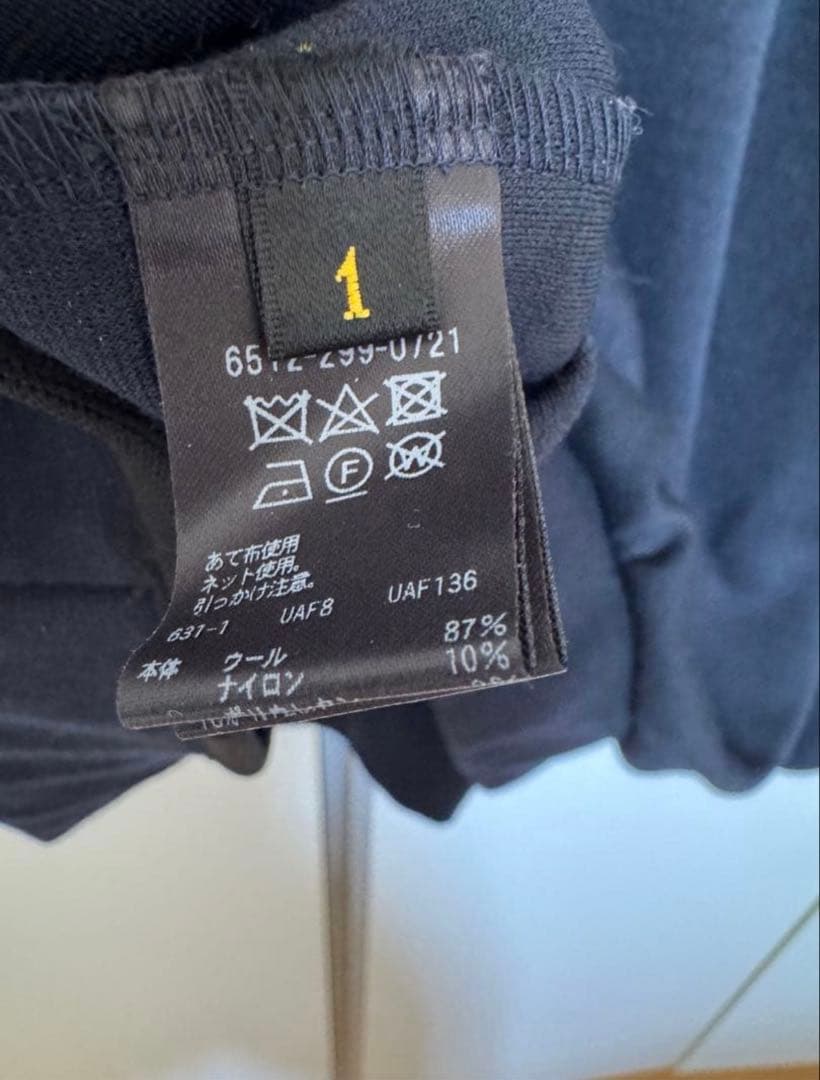 1
6512-299-0721
F
W
あて布使用
ネット使用。
引っかけ注意。
631-1 UAF8 UAF136
87%
本体 ウール 10%
ナイロン